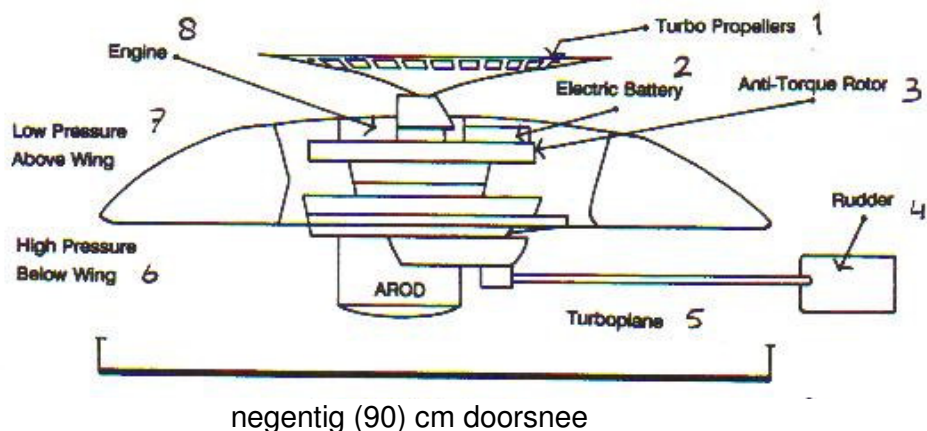 Turbo Propellers 1
Engine 8
Electric Battery 2
Anti-Torque Rotor 3
Low Pressure 7
Above Wing
Rudder 4
High Pressure
Below Wing 6
AROD
Turboplane 5
negentig (90) cm doorsnee